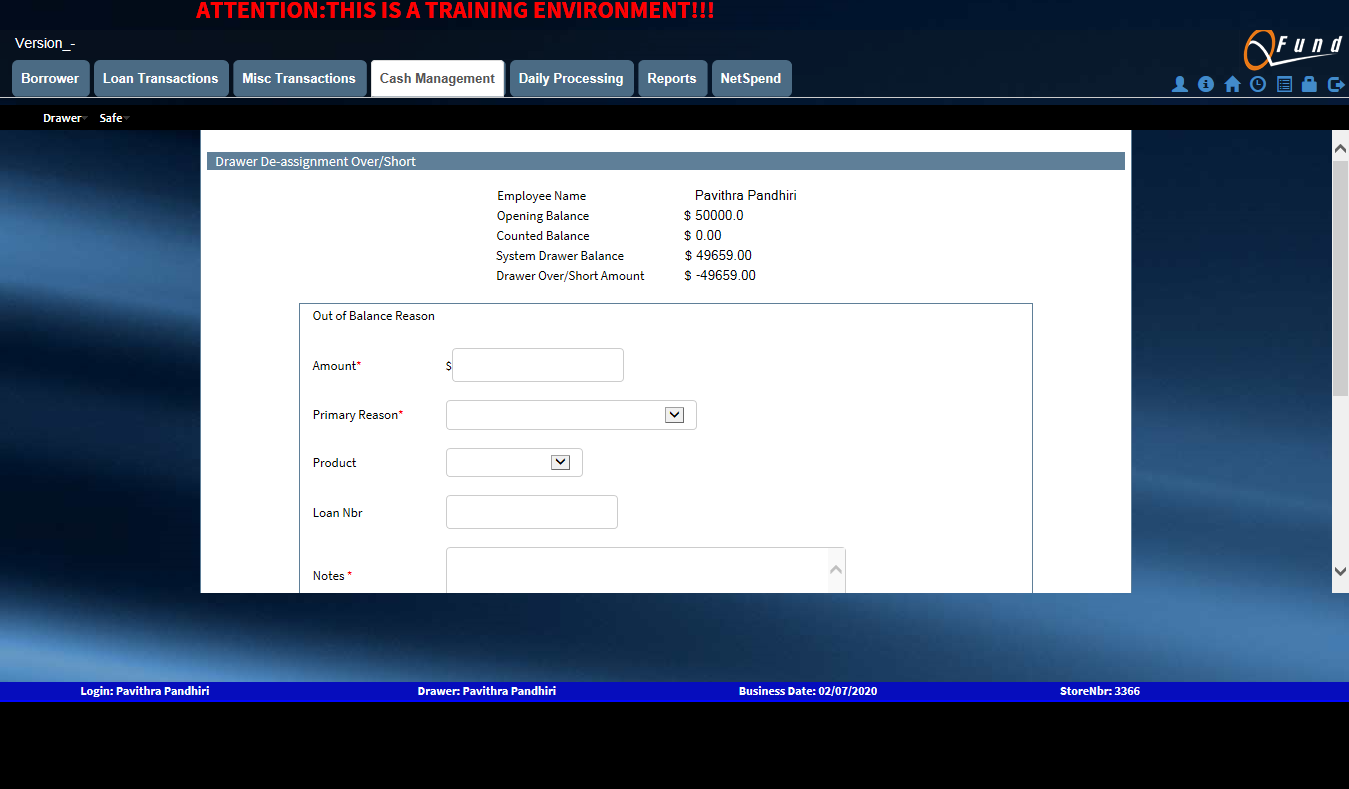 ATTENTION:THIS IS A TRAINING ENVIRONMENT!!!
Version_-
QFund
Borrower Loan Transactions Misc Transactions Cash Management Daily Processing Reports NetSpend
Drawer Safe
Drawer De-assignment Over/Short
Employee Name Pavithra Pandhiri
Opening Balance $ 50000.0
Counted Balance $ 0.00
System Drawer Balance $ 49659.00
Drawer Over/Short Amount $ -49659.00
Out of Balance Reason
Amount* $
Primary Reason*
Product
Loan Nbr
Notes *
Login: Pavithra Pandhiri Drawer: Pavithra Pandhiri Business Date: 02/07/2020 StoreNbr: 3366